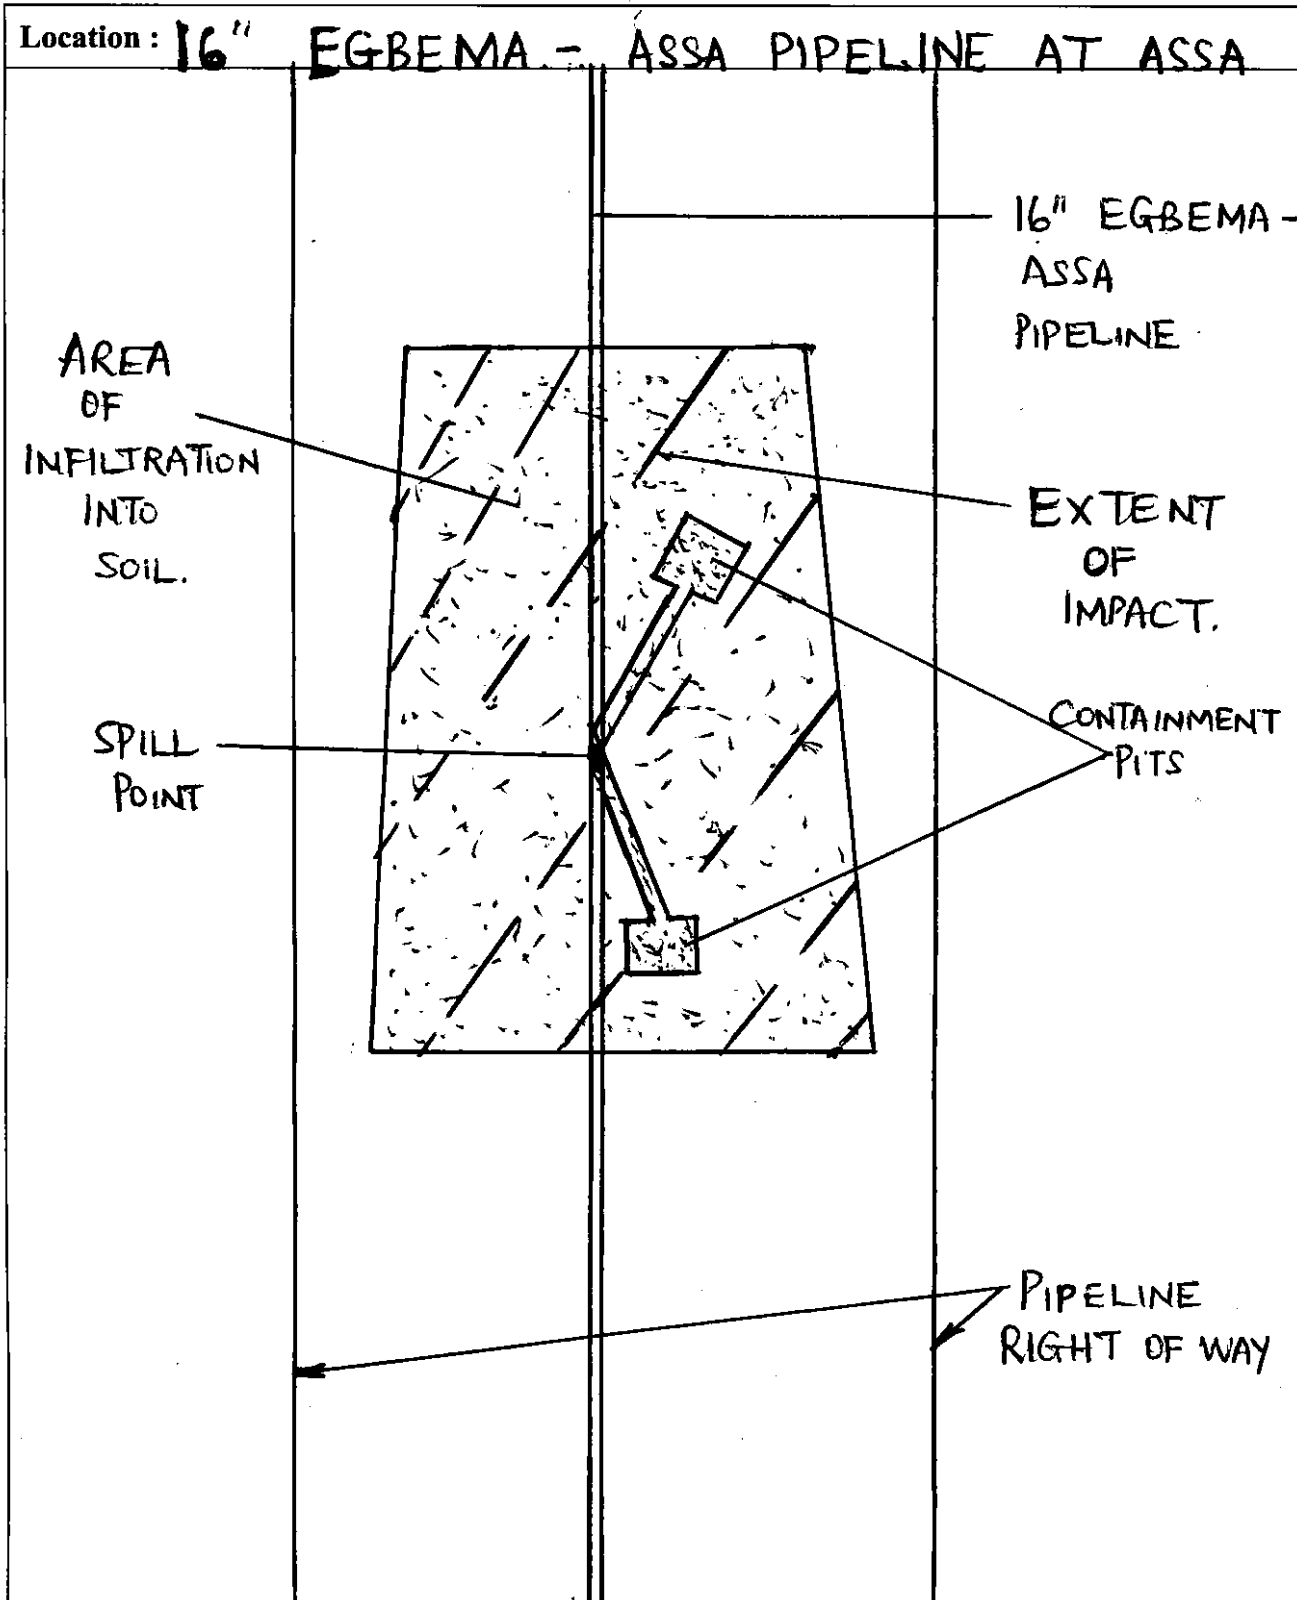 Location : 16" EGBEMA - ASSA PIPELINE AT ASSA
16" EGBEMA -
ASSA
PIPELINE
AREA
OF
INFILTRATION
INTO
SOIL.
EXTENT
OF
IMPACT.
SPILL
POINT
CONTAINMENT
PITS
PIPELINE
RIGHT OF WAY